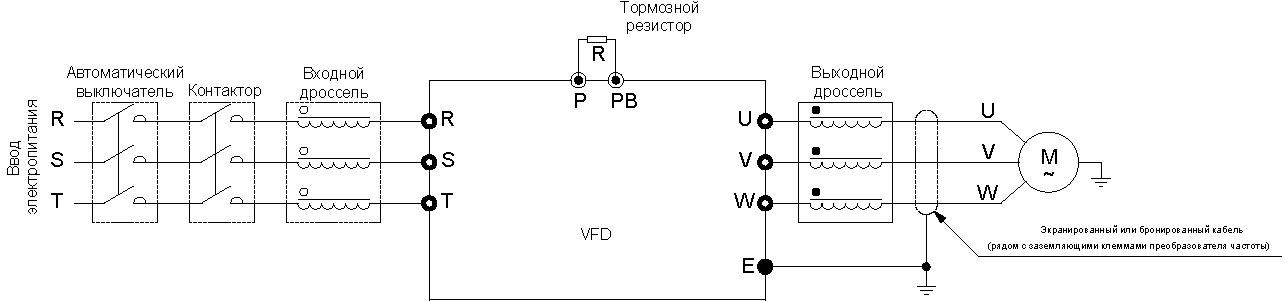 Тормозной
резистор
R
P
PB
Автоматический
выключатель
Контактор
Входной
дроссель
Выходной
дроссель
Ввод
электропитания
R
S
T
R
S
T
U
V
W
E
VFD
U
V
W
M
~
Экранированный или бронированный кабель
(рядом с заземляющими клеммами преобразователя частоты)